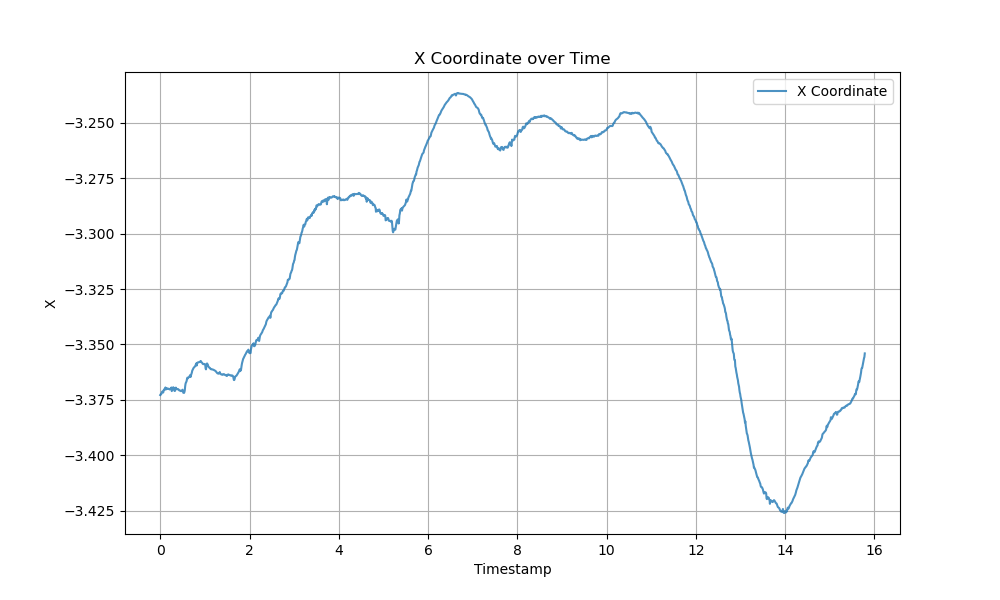 X Coordinate over Time
X Coordinate
−3.250
−3.275
−3.300
−3.325
−3.350
−3.375
−3.400
−3.425
X
0 2 4 6 8 10 12 14 16
Timestamp